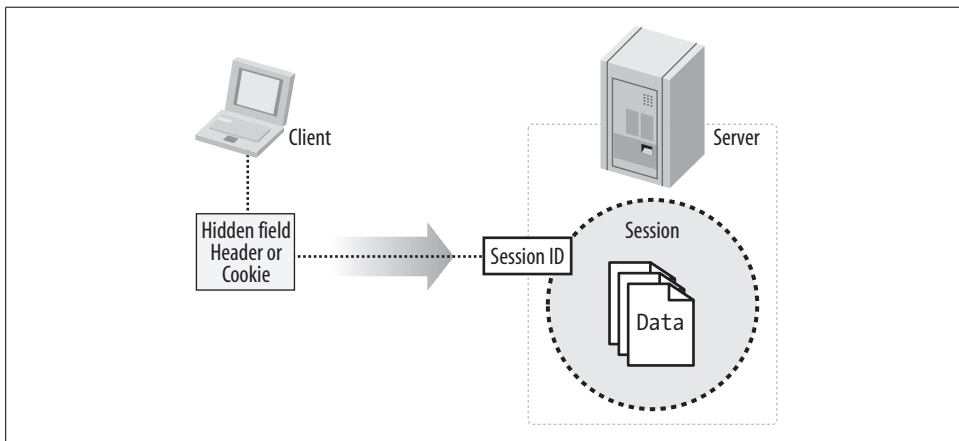 Client
Server
Hidden field
Header or
Cookie
Session ID
Session
Data